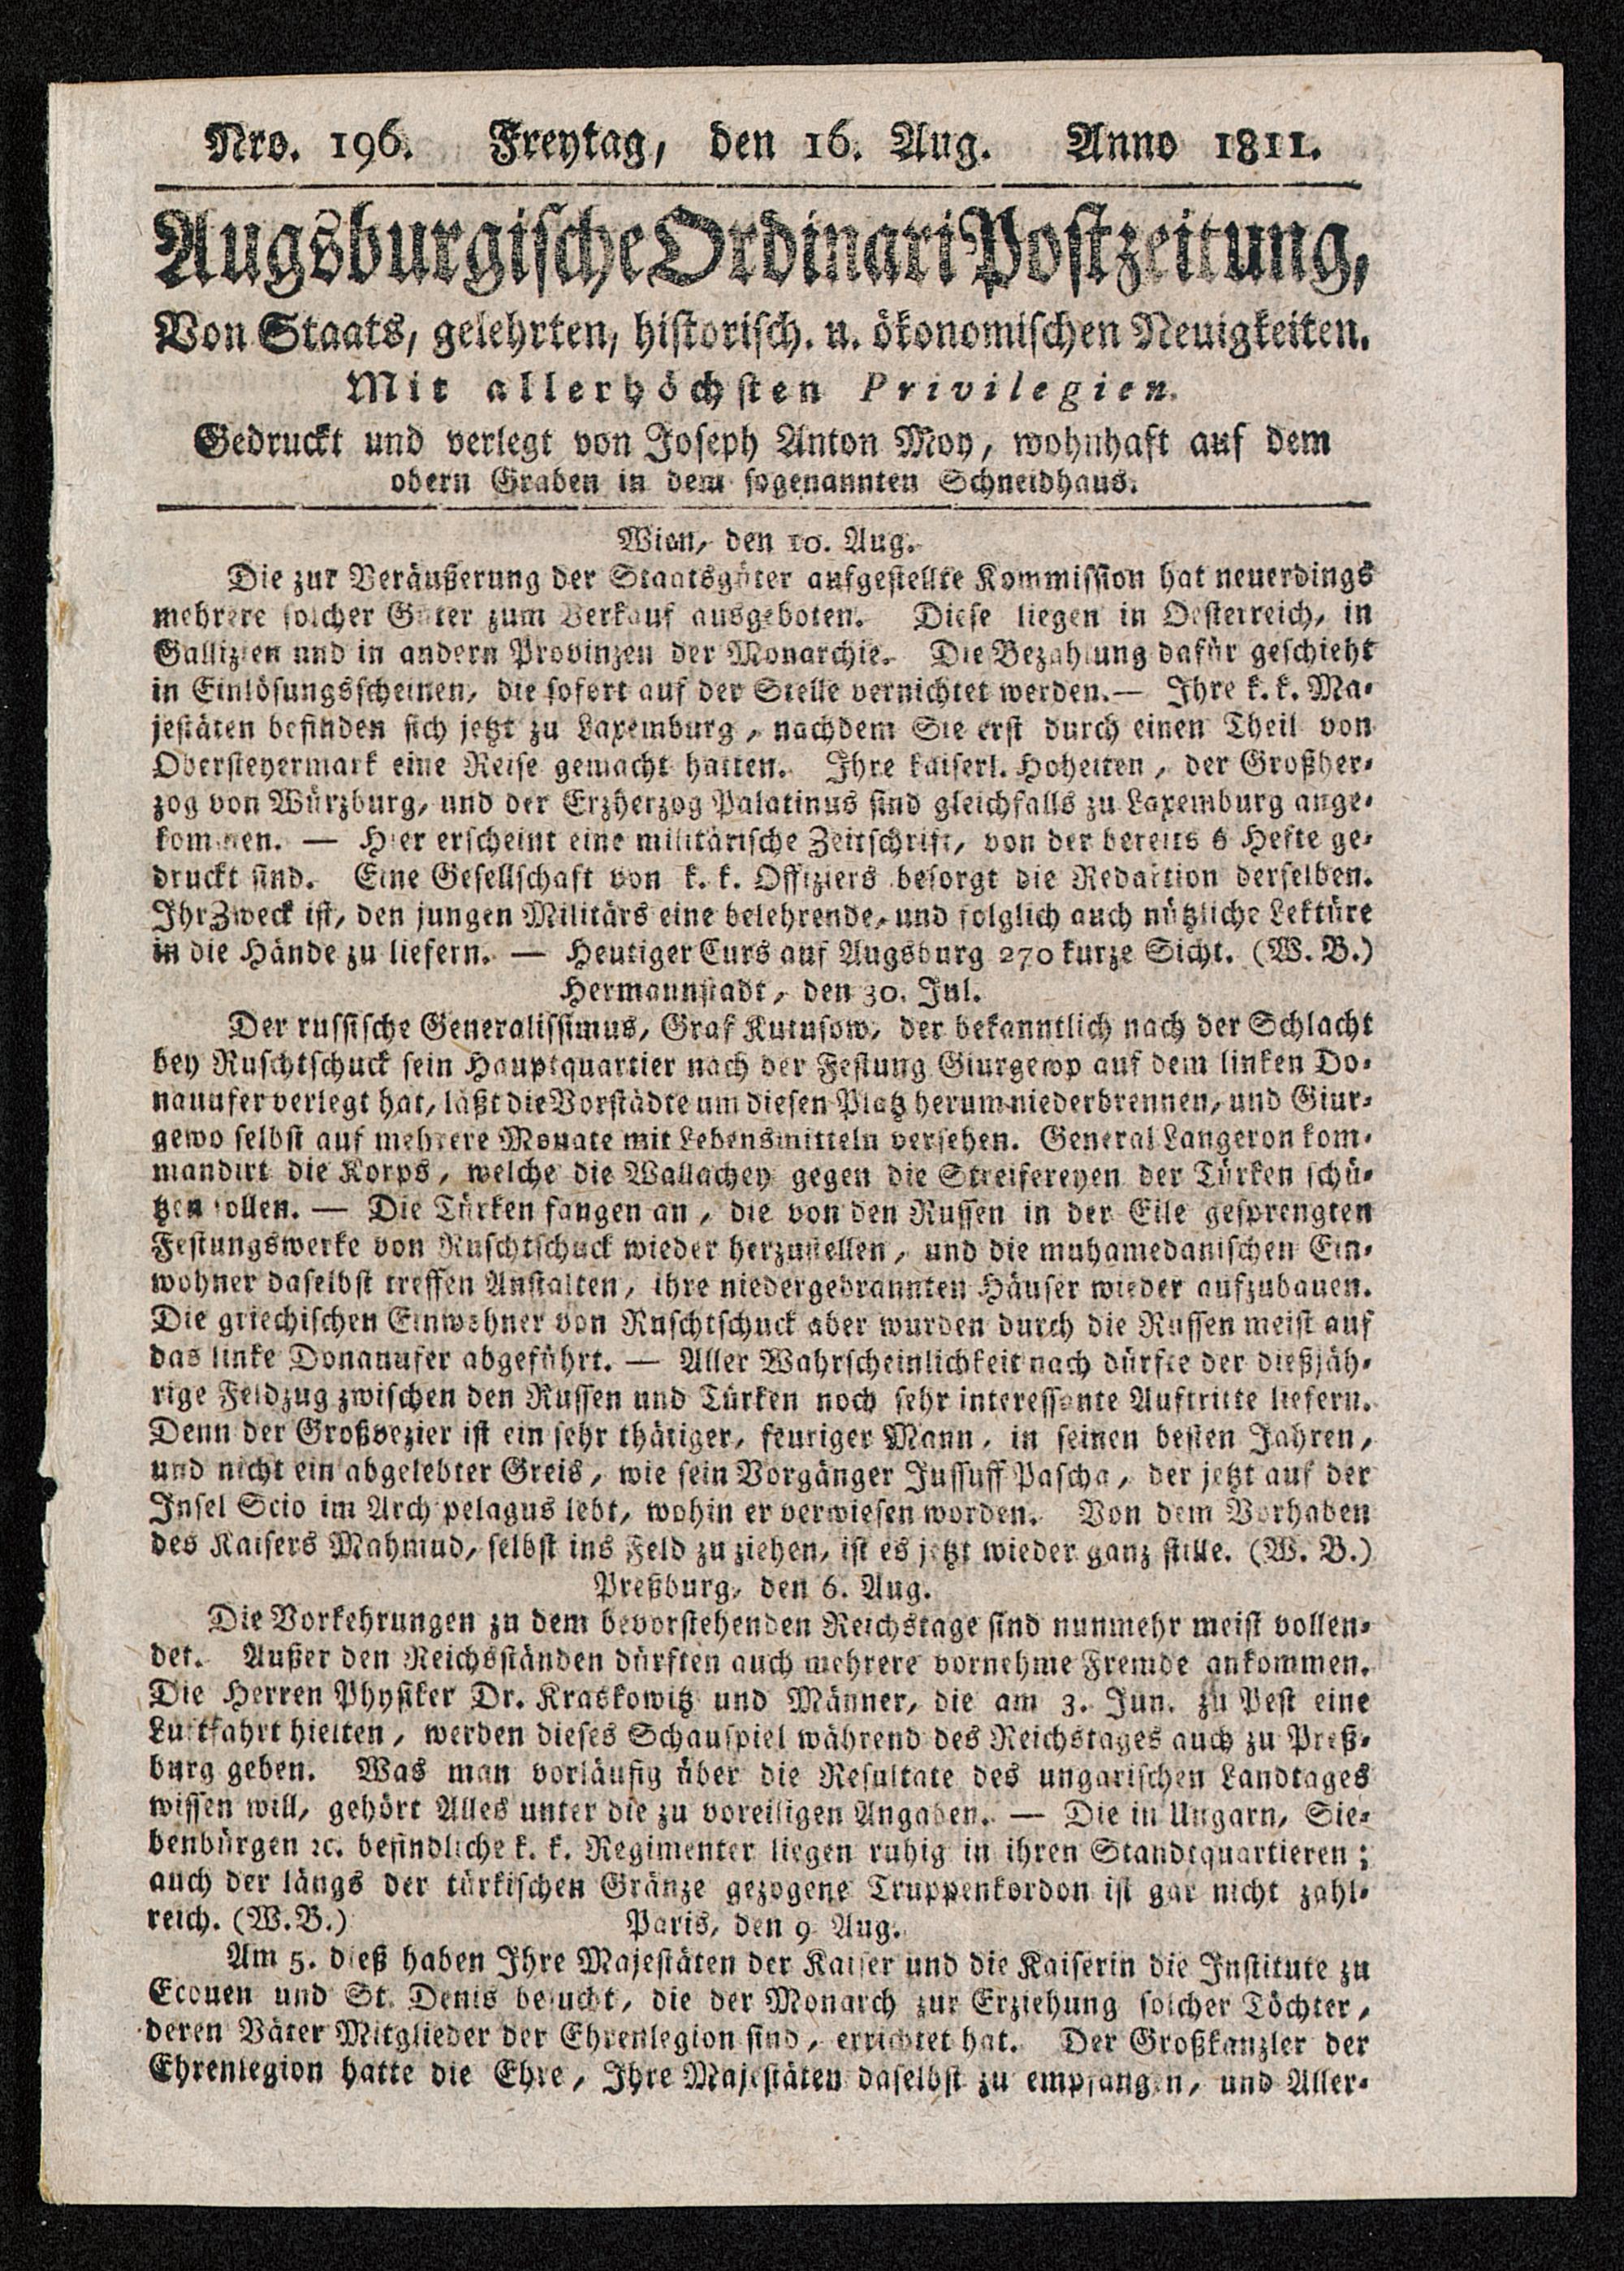 Nro. 196. Freytag, den 16. Aug. Anno 1811.
Augsburgische Ordinari Postzeitung,
Von Staats, gelehrten, historisch. u. ökonomischen Neuigkeiten.
Mit allerhöchsten Privilegien.
Gedruckt und verlegt von Joseph Anton Moy, wohnhaft auf dem
obern Graben in dem sogenannten Schneidhaus.
Wien, den 10. Aug.
Die zur Veräußerung der Staatsgüter aufgestellte Kommission hat neuerdings
mehrere solcher Güter zum Verkauf ausgeboten. Diese liegen in Oesterreich, in
Gallizien und in andern Provinzen der Monarchie. Die Bezahlung dafür geschieht
in Einlösungsscheinen, die sofort auf der Stelle vernichtet werden. — Ihre k. k. Ma-
jestäten befinden sich jetzt zu Laxemburg, nachdem Sie erst durch einen Theil von
Obersteyermark eine Reise gemacht hatten. Ihre kaiserl. Hoheiten, der Großher-
zog von Würzburg, und der Erzherzog Palatinus sind gleichfalls zu Laxemburg ange-
kommen. — Hier erscheint eine militärische Zeitschrift, von der bereits 6 Hefte ge-
druckt sind. Eine Gesellschaft von k. k. Offiziers besorgt die Redaction derselben.
Ihr Zweck ist, den jungen Militärs eine belehrende, und folglich auch nützliche Lektüre
in die Hände zu liefern. — Heutiger Curs auf Augsburg 270 kurze Sicht. (W. B.)
Hermannstadt, den 30. Jul.
Der russische Generalissimus, Graf Kutusow, der bekanntlich nach der Schlacht
bey Ruschtschuck sein Hauptquartier nach der Festung Giurgewo auf dem linken Do-
nauufer verlegt hat, läßt die Vorstädte um diesen Platz herum niederbrennen, und Giur-
gewo selbst auf mehrere Monate mit Lebensmitteln versehen. General Langeron kom-
mandirt die Korps, welche die Wallachey gegen die Streifereyen der Türken schü-
tzen sollen. — Die Türken fangen an, die von den Russen in der Eile gesprengten
Festungswerke von Ruschtschuck wieder herzustellen, und die muhamedanischen Ein-
wohner daselbst treffen Anstalten, ihre niedergebrannten Häuser wieder aufzubauen.
Die griechischen Einwohner von Ruschtschuck aber wurden durch die Russen meist auf
das linke Donauufer abgeführt. — Aller Wahrscheinlichkeit nach dürfte der dießjäh-
rige Feldzug zwischen den Russen und Türken noch sehr interessante Auftritte liefern.
Denn der Großvezier ist ein sehr thätiger, feuriger Mann, in seinen besten Jahren,
und nicht ein abgelebter Greis, wie sein Vorgänger Jussuff Pascha, der jetzt auf der
Insel Scio im Archipelagus lebt, wohin er verwiesen worden. Von dem Vorhaben
des Kaisers Mahmud, selbst ins Feld zu ziehen, ist es jetzt wieder ganz stille. (W. B.)
Preßburg, den 6. Aug.
Die Vorkehrungen zu dem bevorstehenden Reichstage sind nunmehr meist vollen-
det. Außer den Reichsständen dürften auch mehrere vornehme Fremde ankommen.
Die Herren Physiker Dr. Kraskowitz und Männer, die am 3. Jun. zu Pest eine
Luftfahrt hielten, werden dieses Schauspiel während des Reichstages auch zu Preß-
burg geben. Was man vorläufig über die Resultate des ungarischen Landtages
wissen will, gehört Alles unter die zu voreiligen Angaben. — Die in Ungarn, Sie-
benbürgen ꝛc. befindliche k. k. Regimenter liegen ruhig in ihren Standtquartieren;
auch der längs der türkischen Gränze gezogene Truppenkordon ist gar nicht zahl-
reich. (W. B.) Paris, den 9 Aug.
Am 5. dieß haben Ihre Majestäten der Kaiser und die Kaiserin die Institute zu
Ecouen und St. Denis besucht, die der Monarch zur Erziehung solcher Töchter,
deren Väter Mitglieder der Ehrenlegion sind, errichtet hat. Der Großkanzler der
Ehrenlegion hatte die Ehre, Ihre Majestäten daselbst zu empfangen, und Aller-